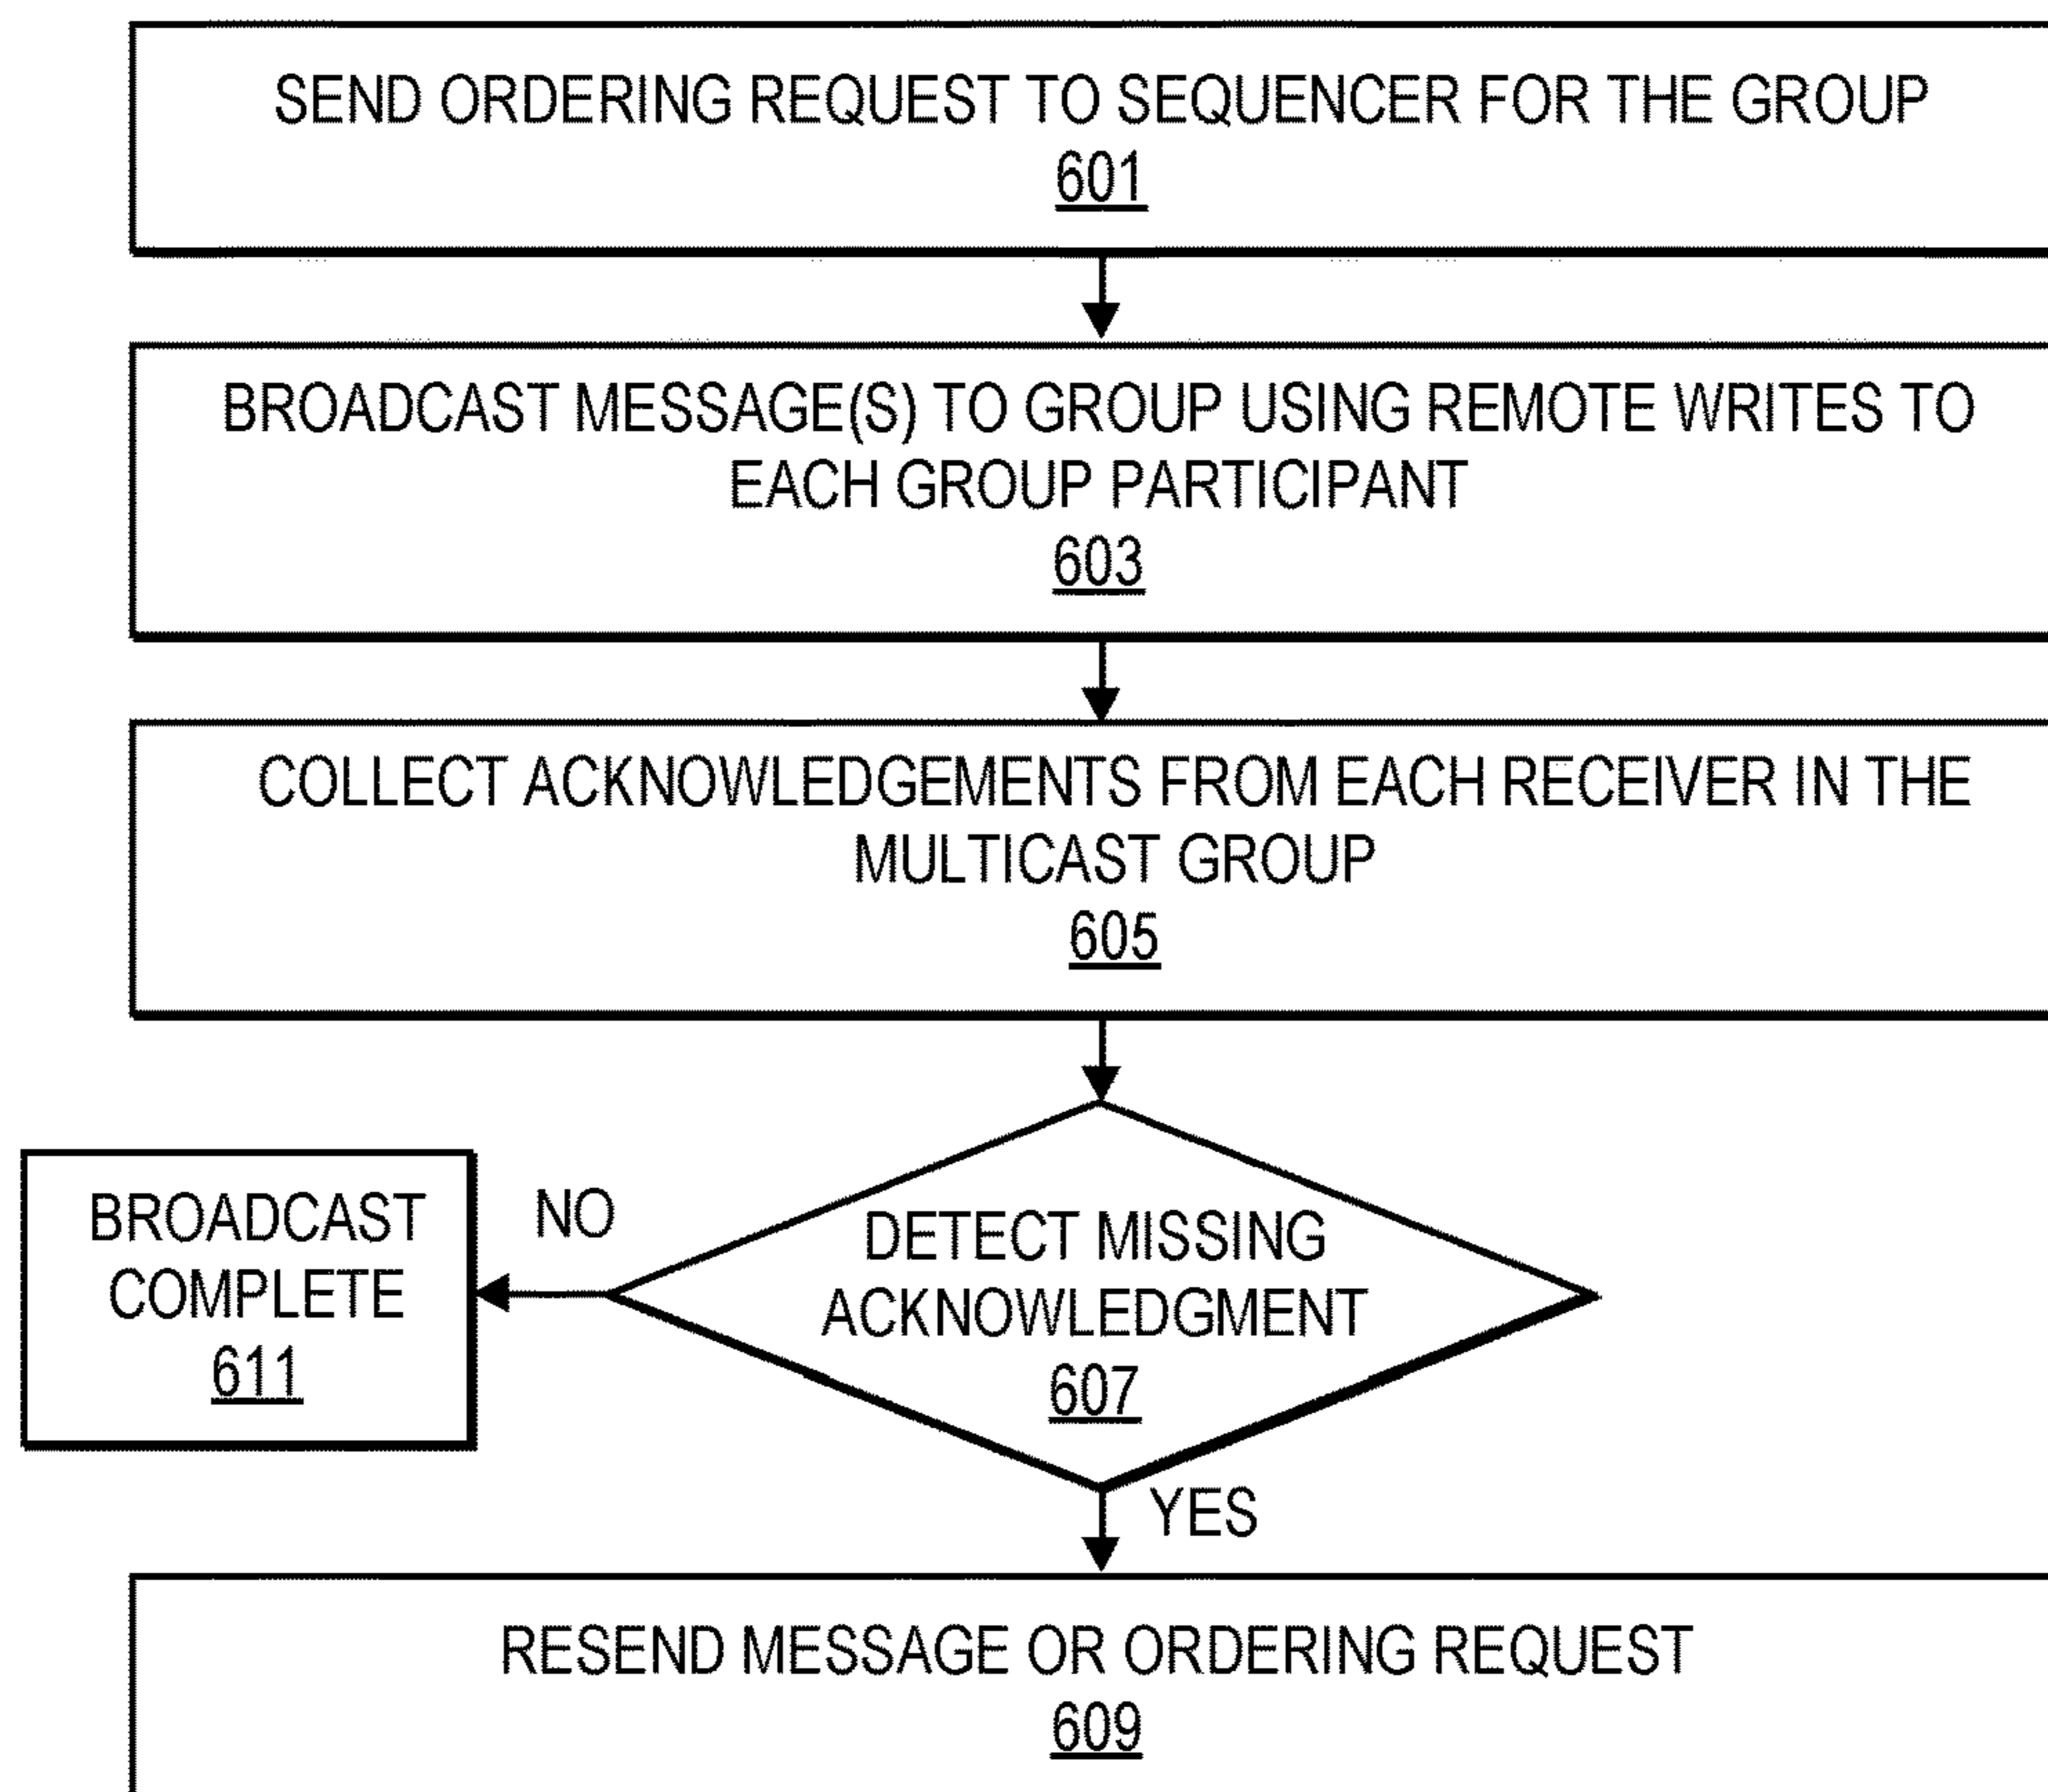 SEND ORDERING REQUEST TO SEQUENCER FOR THE GROUP
601
BROADCAST MESSAGE(S) TO GROUP USING REMOTE WRITES TO
EACH GROUP PARTICIPANT
603
COLLECT ACKNOWLEDGEMENTS FROM EACH RECEIVER IN THE
MULTICAST GROUP
605
DETECT MISSING
ACKNOWLEDGMENT
607
NO
BROADCAST
COMPLETE
611
YES
RESEND MESSAGE OR ORDERING REQUEST
609